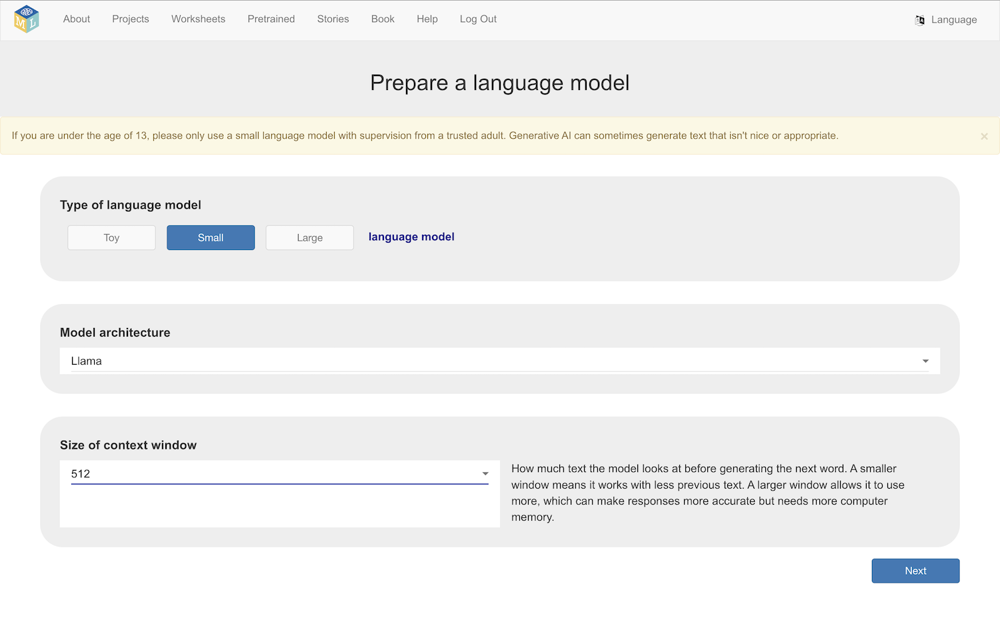 ML
About Projects Worksheets Pretrained Stories Book Help Log Out Language
Prepare a language model
If you are under the age of 13, please only use a small language model with supervision from a trusted adult. Generative AI can sometimes generate text that isn't nice or appropriate. ×
Type of language model
Toy Small Large language model
Model architecture
Llama
Size of context window
512
How much text the model looks at before generating the next word. A smaller
window means it works with less previous text. A larger window allows it to use
more, which can make responses more accurate but needs more computer
memory.
Next